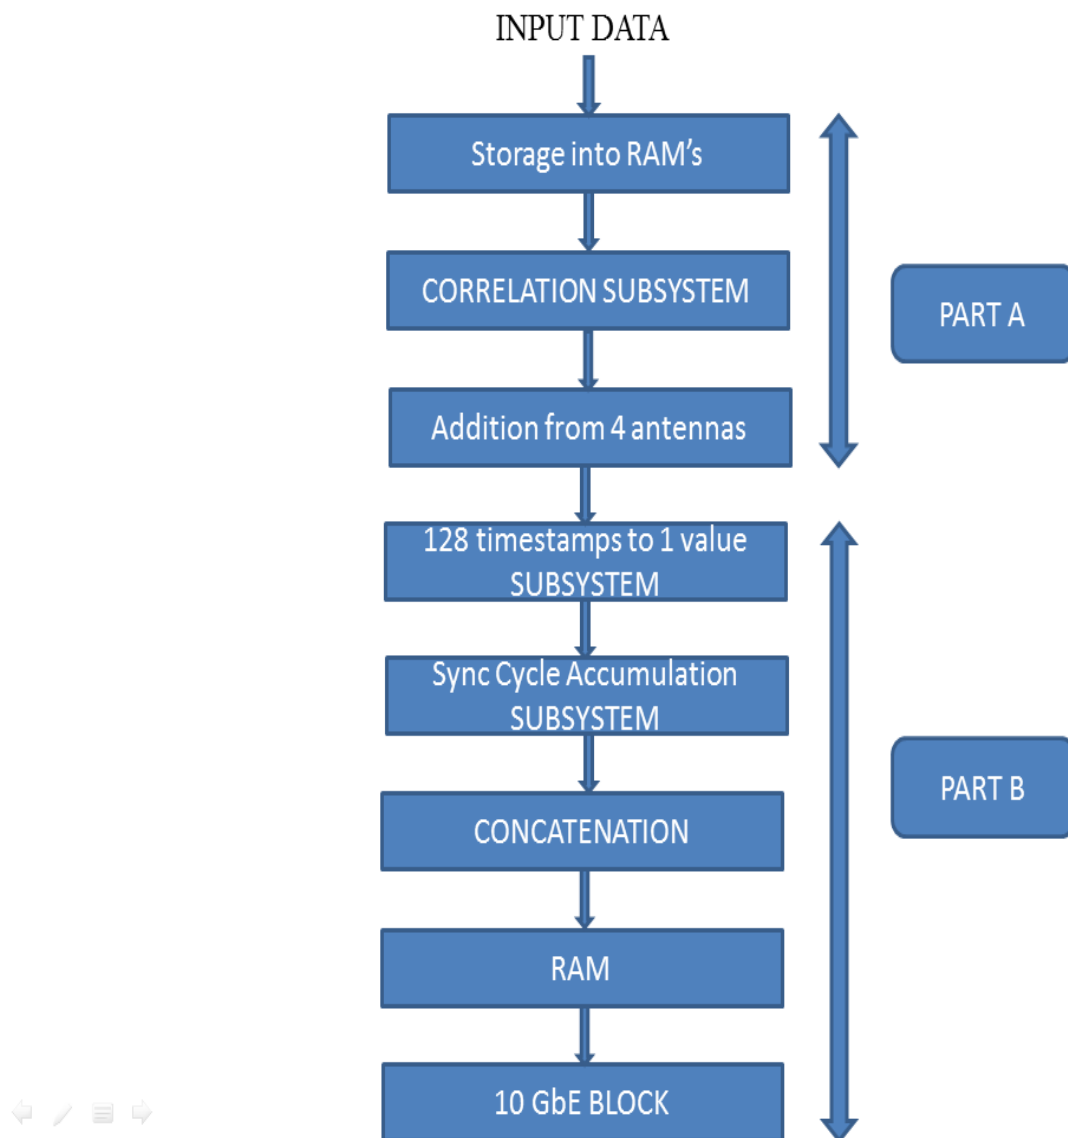 INPUT DATA
Storage into RAM's
CORRELATION SUBSYSTEM
PART A
Addition from 4 antennas
128 timestamps to 1 value
SUBSYSTEM
Sync Cycle Accumulation
SUBSYSTEM
PART B
CONCATENATION
RAM
10 GbE BLOCK